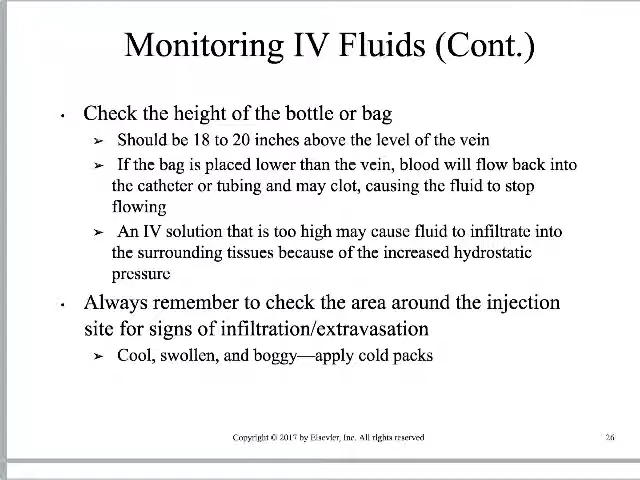 Monitoring IV Fluids (Cont.)
• Check the height of the bottle or bag
➢ Should be 18 to 20 inches above the level of the vein
➢ If the bag is placed lower than the vein, blood will flow back into
the catheter or tubing and may clot, causing the fluid to stop
flowing
➢ An IV solution that is too high may cause fluid to infiltrate into
the surrounding tissues because of the increased hydrostatic
pressure
• Always remember to check the area around the injection
site for signs of infiltration/extravasation
➢ Cool, swollen, and boggy—apply cold packs
Copyright © 2017 by Elsevier, Inc. All rights reserved
26